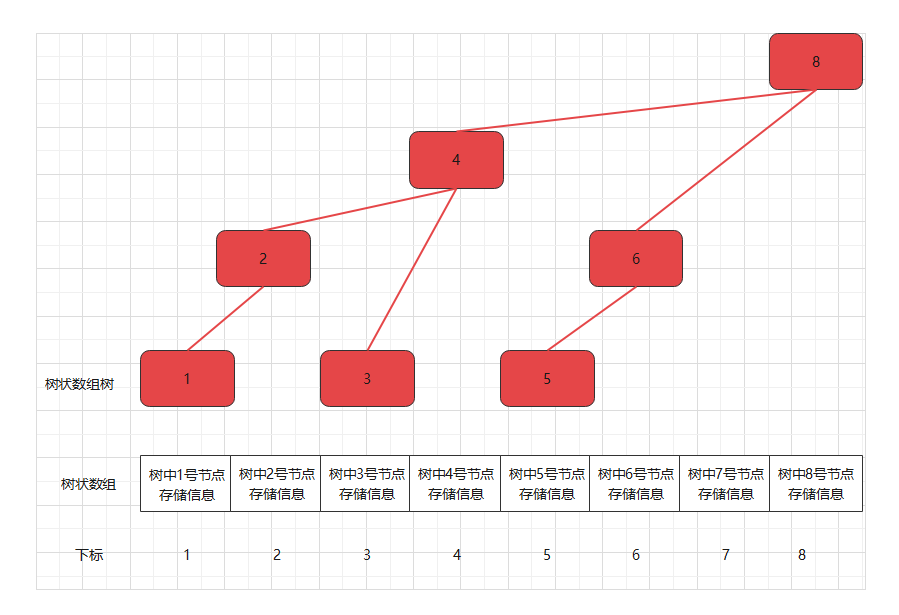 8
4
2
6
树状数组树
1
3
5
树状数组
树中1号节点
存储信息
树中2号节点
存储信息
树中3号节点
存储信息
树中4号节点
存储信息
树中5号节点
存储信息
树中6号节点
存储信息
树中7号节点
存储信息
树中8号节点
存储信息
下标 1 2 3 4 5 6 7 8